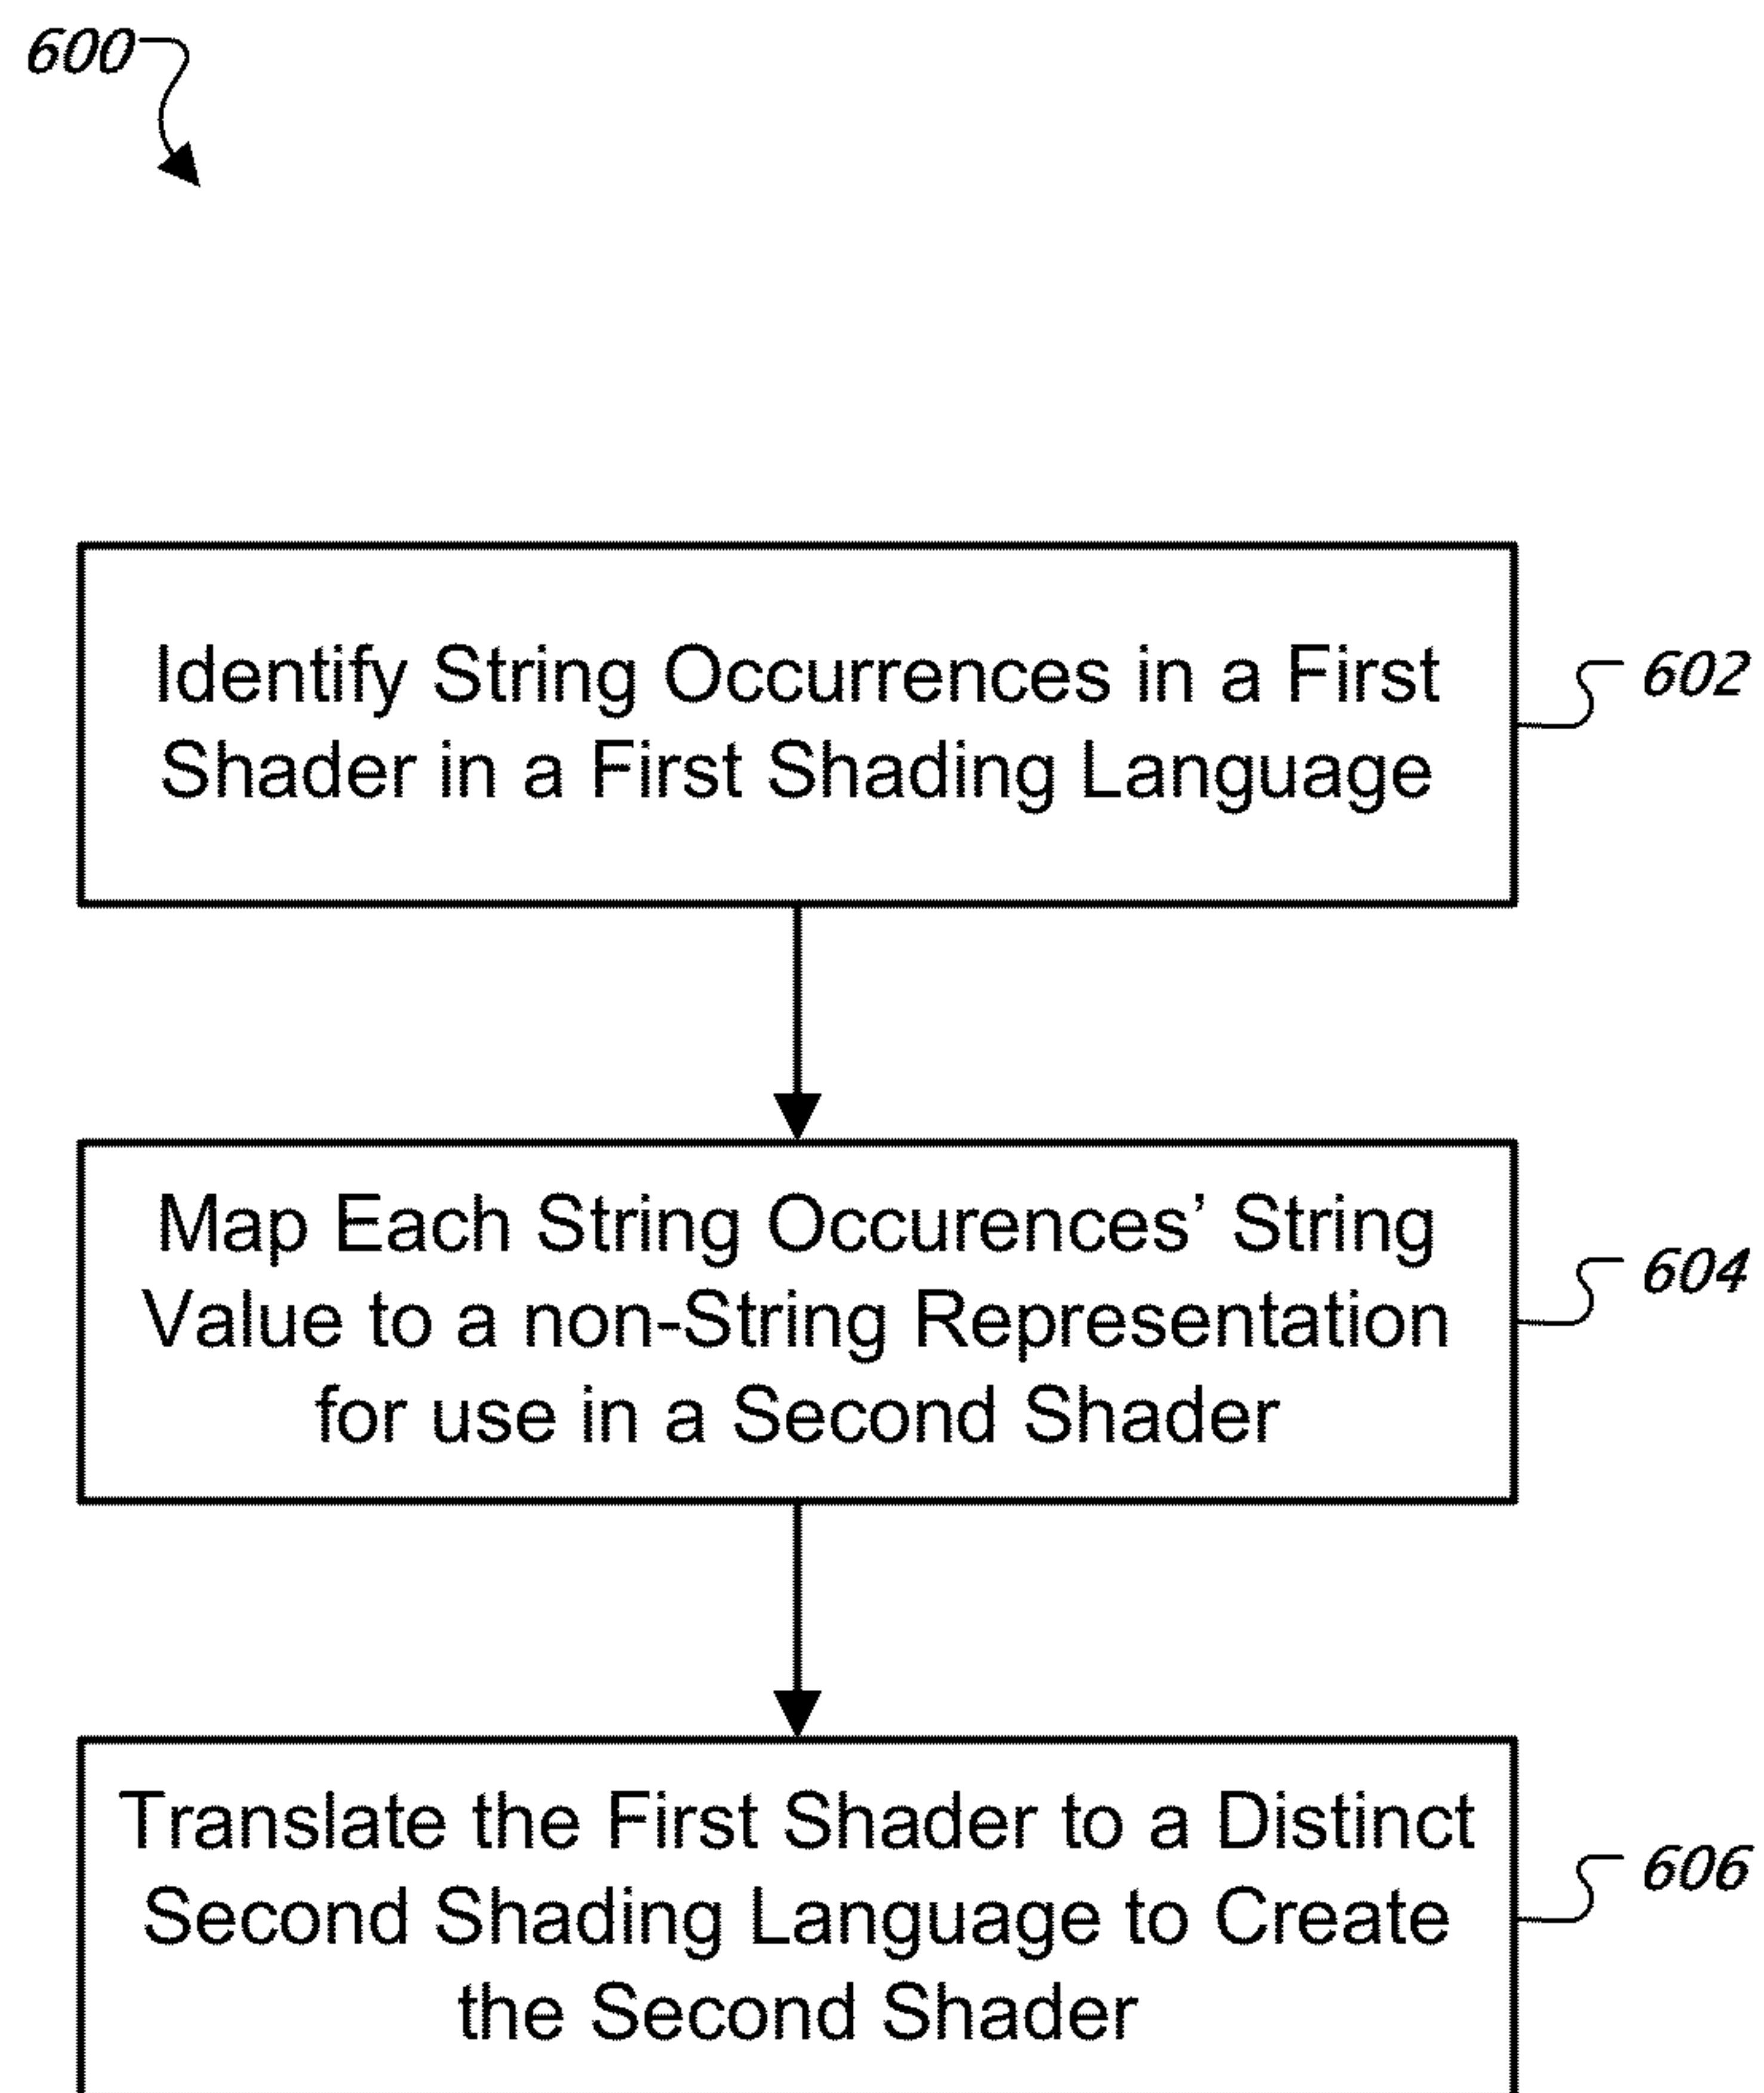 600
Identify String Occurrences in a First
Shader in a First Shading Language
602
Map Each String Occurences’ String
Value to a non-String Representation
for use in a Second Shader
604
Translate the First Shader to a Distinct
Second Shading Language to Create
the Second Shader
606